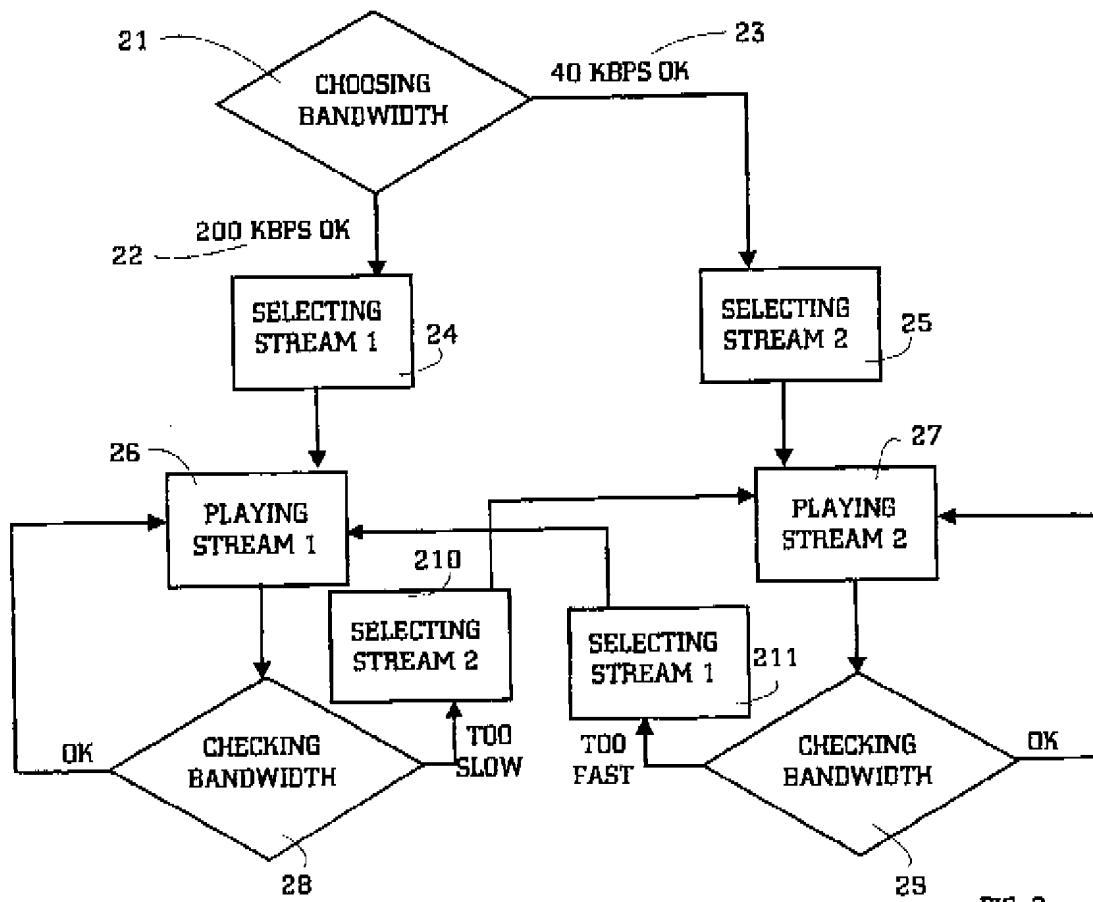 21
CHOOSING
BANDWIDTH
23
40 KBPS OK
200 KBPS OK
22
SELECTING
STREAM 1
24
SELECTING
STREAM 2
25
26
PLAYING
STREAM 1
27
PLAYING
STREAM 2
210
SELECTING
STREAM 2
SELECTING
STREAM 1
211
OK
CHECKING
BANDWIDTH
TOO
SLOW
TOO
FAST
CHECKING
BANDWIDTH
OK
28
29